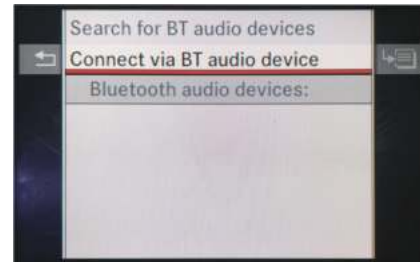 Search for BT audio devices
Connect via BT audio device
Bluetooth audio devices: